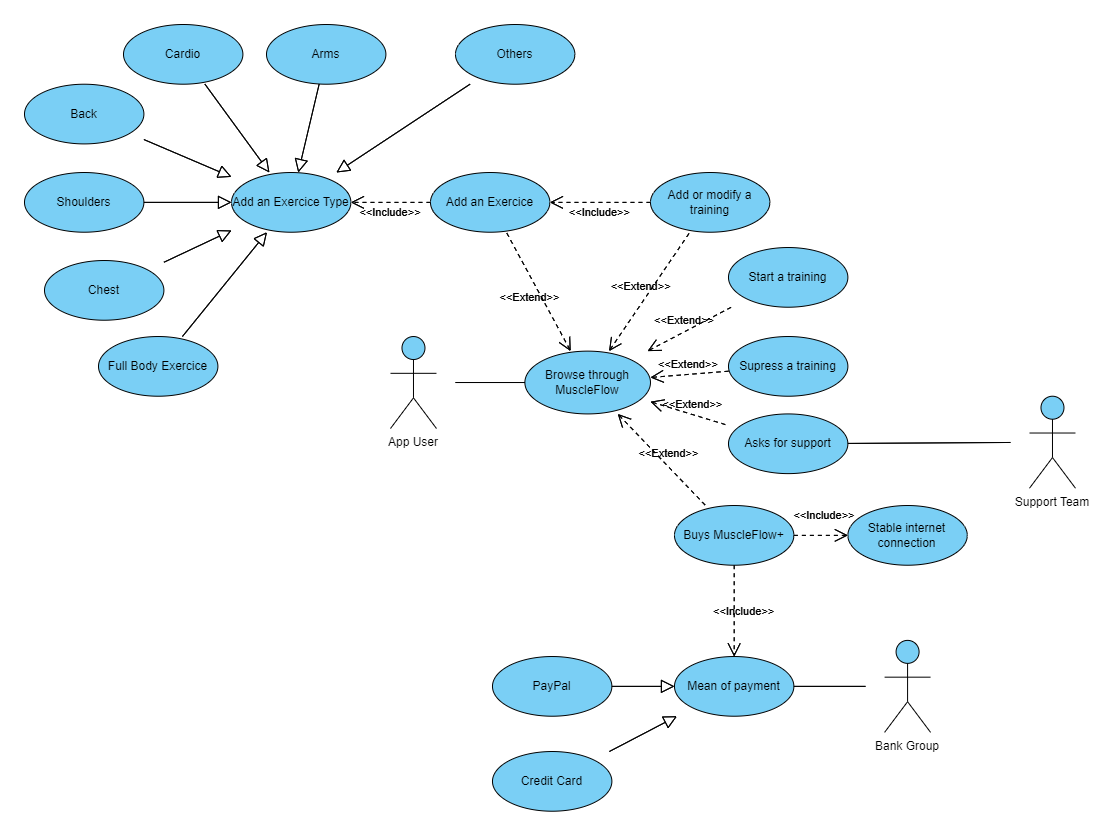 Cardio
Arms
Others
Back
Shoulders
Add an Exercice Type
<<Include>>
Add an Exercice
<<Include>>
Add or modify a
training
Start a training
Chest
<<Extend>>
<<Extend>>
<<Extend>>
Full Body Exercice
Browse through
MuscleFlow
<<Extend>>
Supress a training
<<Extend>>
App User
Asks for support
<<Extend>>
Support Team
Buys MuscleFlow+
<<Include>>
Stable internet
connection
<<Include>>
PayPal
Mean of payment
Bank Group
Credit Card